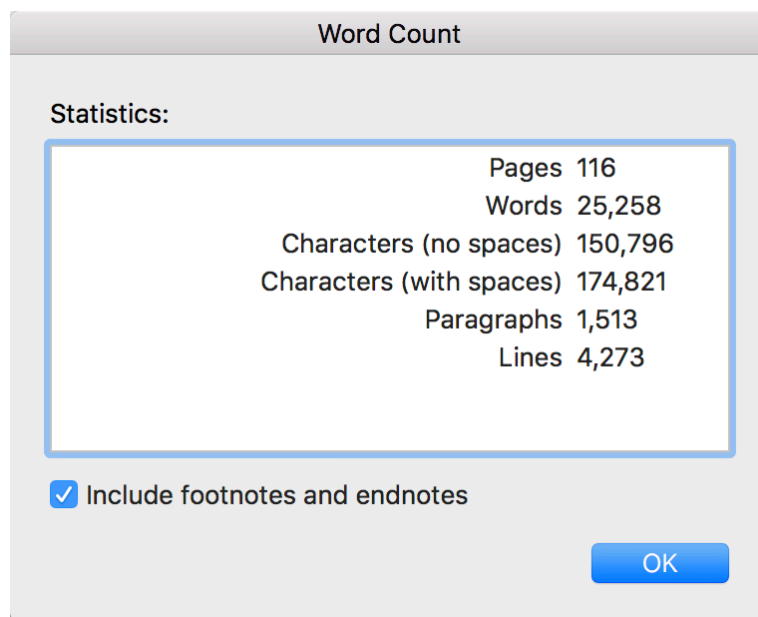 Word Count
Statistics:
Pages 116
Words 25,258
Characters (no spaces) 150,796
Characters (with spaces) 174,821
Paragraphs 1,513
Lines 4,273
Include footnotes and endnotes
OK